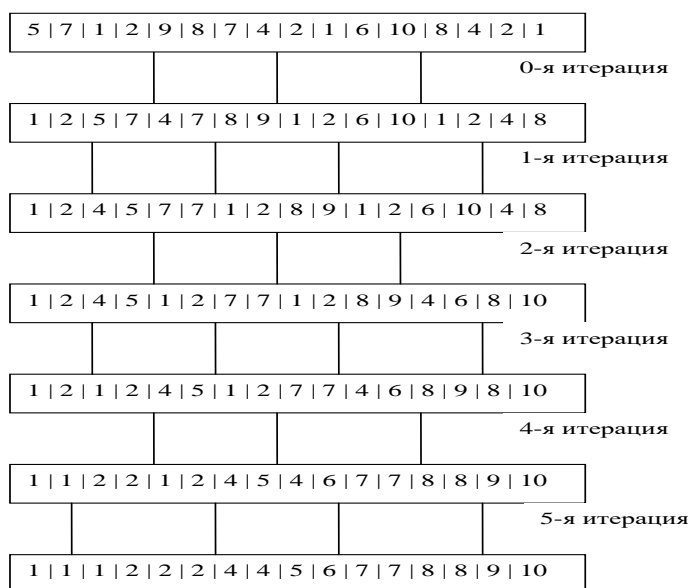 5 | 7 | 1 | 2 | 9 | 8 | 7 | 4 | 2 | 1 | 6 | 10 | 8 | 4 | 2 | 1
0-я итерация
1 | 2 | 5 | 7 | 4 | 7 | 8 | 9 | 1 | 2 | 6 | 10 | 1 | 2 | 4 | 8
1-я итерация
1 | 2 | 4 | 5 | 7 | 7 | 1 | 2 | 8 | 9 | 1 | 2 | 6 | 10 | 4 | 8
2-я итерация
1 | 2 | 4 | 5 | 1 | 2 | 7 | 7 | 1 | 2 | 8 | 9 | 4 | 6 | 8 | 10
3-я итерация
1 | 2 | 1 | 2 | 4 | 5 | 1 | 2 | 7 | 7 | 4 | 6 | 8 | 9 | 8 | 10
4-я итерация
1 | 1 | 2 | 2 | 1 | 2 | 4 | 5 | 4 | 6 | 7 | 7 | 8 | 8 | 9 | 10
5-я итерация
1 | 1 | 1 | 2 | 2 | 2 | 4 | 4 | 5 | 6 | 7 | 7 | 8 | 8 | 9 | 10